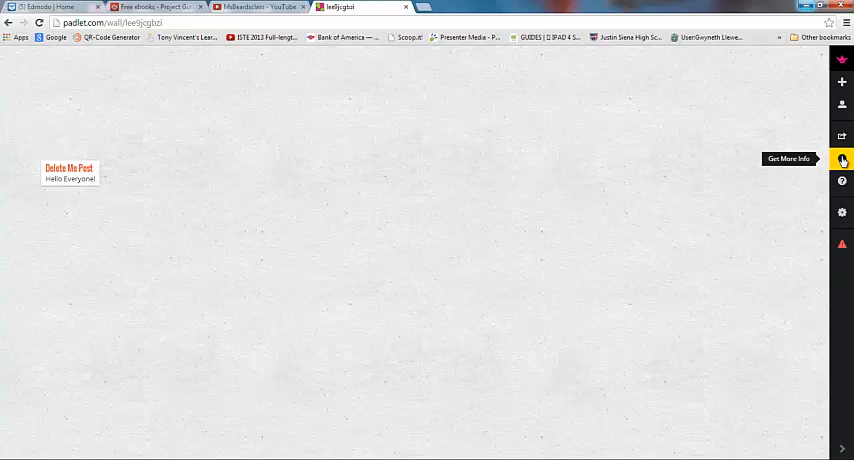 (5) Edmodo | Home
Free ebooks - Project Gu
MsBeardsclass - YouTube
lee9jcgbzi
padlet.com/wall/lee9jcgbzi
Apps
Google
QR-Code Generator
Tony Vincent's Lear...
ISTE 2013 Full-lengt...
Bank of America — ...
Scoop.it!
Presenter Media - P...
GUIDES | IPAD 4 S...
Justin Siena High Sc...
User:Gwyneth Llewe...
»
Other bookmarks
Get More Info
Delete Me Post
Hello Everyone!